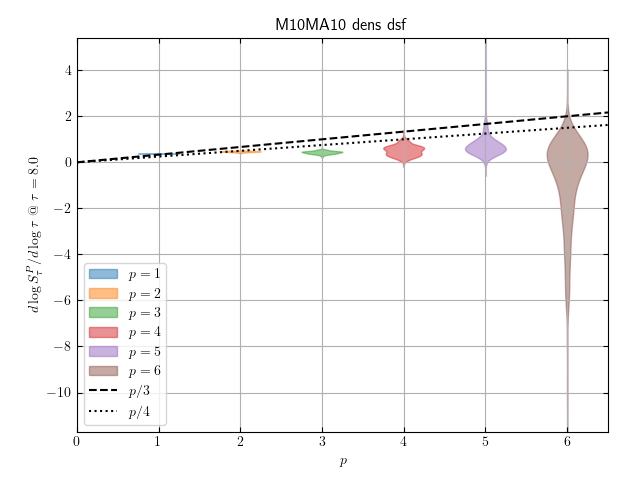 M10MA10 dens dsf
d log S_τ^P / d log τ @ τ = 8.0
4
2
0
−2
−4
−6
−8
−10
p = 1
p = 2
p = 3
p = 4
p = 5
p = 6
p/3
p/4
0 1 2 3 4 5 6
p